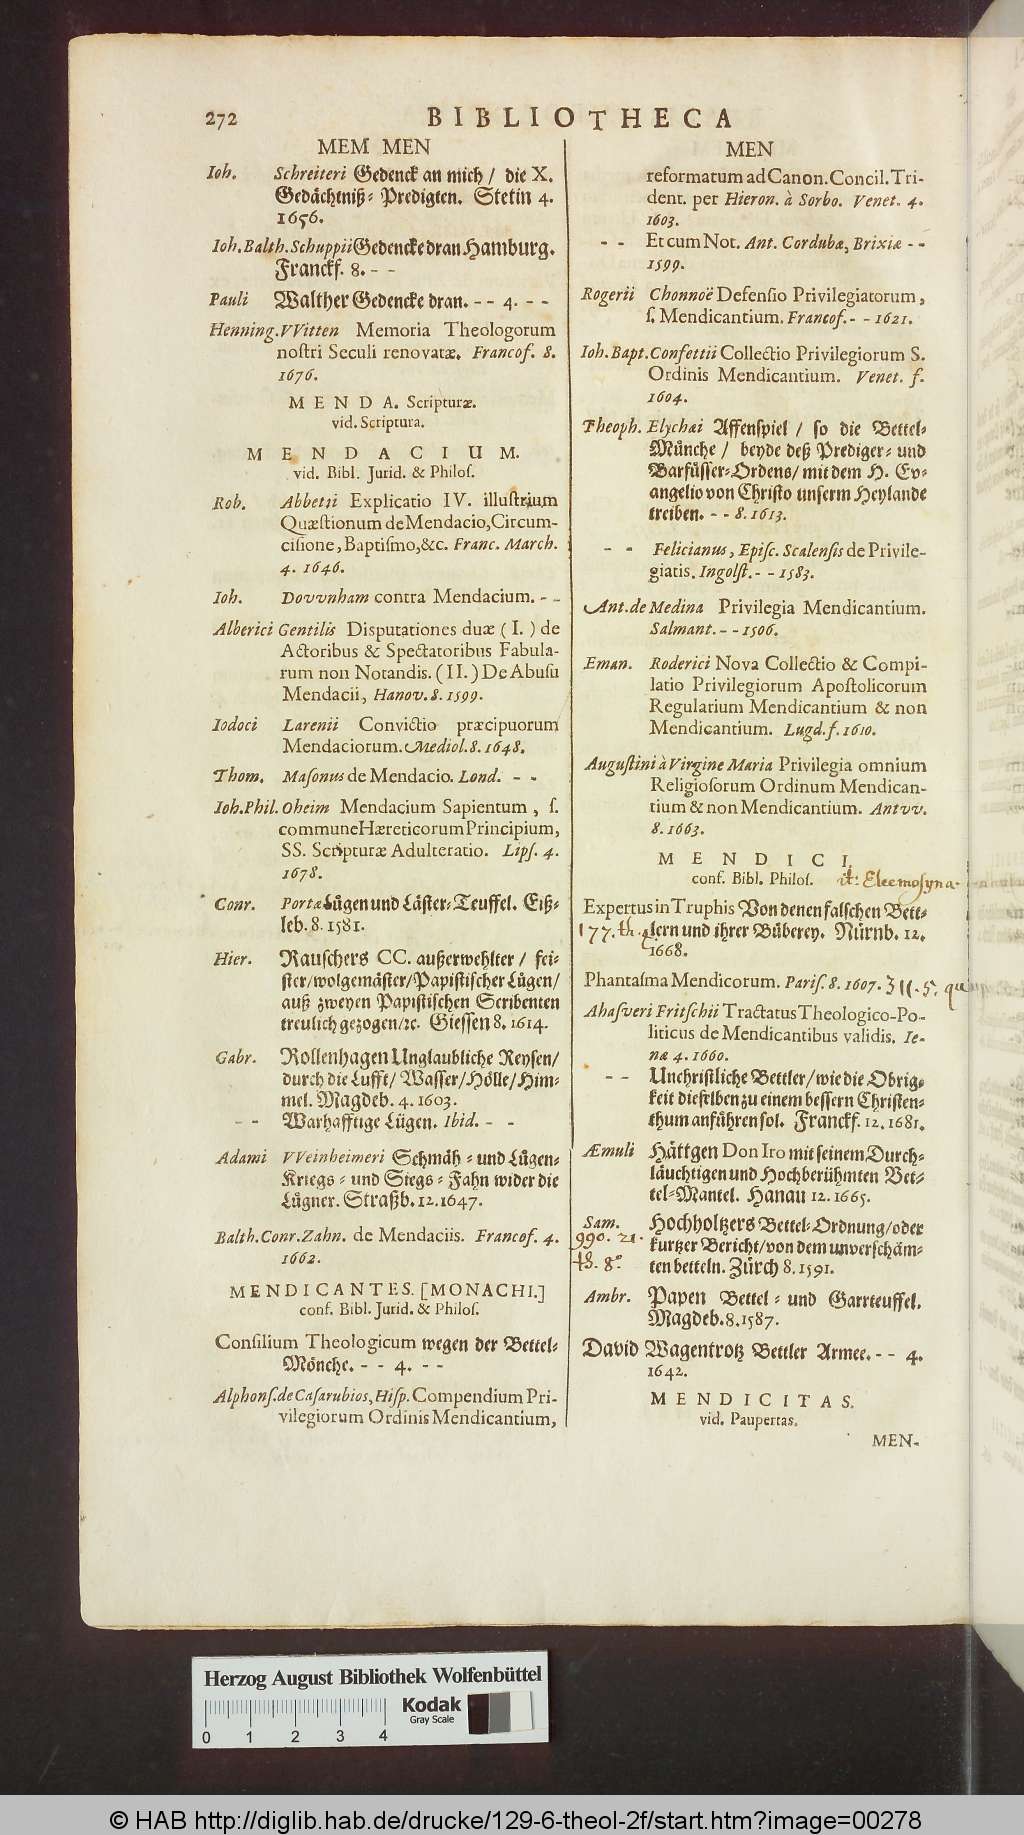 272 BIBLIOTHECA
MEM MEN
Ioh. Schreiteri Gedenck an mich / die X.
Gedächtniß- Predigten. Stetin 4.
1656.
Ioh. Balth. Schuppii Gedencke dran Hamburg.
Franckf. 8. - -
Pauli Walther Gedencke dran. - - 4. - -
Henning. VVitten Memoria Theologorum
nostri Seculi renovatæ. Francof. 8.
1676.
MENDA. Scripturæ.
vid. Scriptura.
MENDACIUM.
vid. Bibl. Jurid. & Philos.
Rob. Abbetii Explicatio IV. illustrium
Quæstionum de Mendacio, Circum-
cisione, Baptismo, &c. Franc. March.
4. 1646.
Ioh. Dovvnham contra Mendacium. - -
Alberici Gentilis Disputationes duæ ( I. ) de
Actoribus & Spectatoribus Fabula-
rum non Notandis. ( II. ) De Abusu
Mendacii, Hanov. 8. 1599.
Iodoci Larenii Convictio præcipuorum
Mendaciorum. Mediol. 8. 1648.
Thom. Masonus de Mendacio. Lond. - -
Ioh. Phil. Oheim Mendacium Sapientum, s.
commune Hæreticorum Principium,
SS. Scripturæ Adulteratio. Lips. 4.
1678.
Conr. Portæ Lügen und Läster-Teuffel. Eiß-
leb. 8. 1581.
Hier. Rauschers CC. außerwehlter / fei-
ster/wolgemäster/Papistischer Lügen/
auß zweyen Papistischen Scribenten
treulich gezogen/ꝛc. Giessen 8. 1614.
Gabr. Rollenhagen Unglaubliche Reysen/
durch die Lufft/ Wasser/Hölle/Him-
mel. Magdeb. 4. 1603.
- - Warhafftige Lügen. Ibid. - -
Adami VVeinheimeri Schmäh- und Lügen-
Kriegs- und Siegs-Fahn wider die
Lügner. Straßb. 12. 1647.
Balth. Conr. Zahn. de Mendaciis. Francof. 4.
1662.
MENDICANTES. [MONACHI.]
conf. Bibl. Jurid. & Philos.
Consilium Theologicum wegen der Bettel-
Mönche. - - 4. - -
Alphons. de Casarubios, Hisp. Compendium Pri-
vilegiorum Ordinis Mendicantium,
MEN
reformatum ad Canon. Concil. Tri-
dent. per Hieron. à Sorbo. Venet. 4.
1603.
- - Et cum Not. Ant. Cordubæ, Brixiæ - -
1599.
Rogerii Chonnoë Defensio Privilegiatorum,
s. Mendicantium. Francof. - - 1621.
Ioh. Bapt. Confettii Collectio Privilegiorum S.
Ordinis Mendicantium. Venet. f.
1604.
Theoph. Elychai Affenspiel / so die Bettel-
Münche / beyde deß Prediger- und
Barfüsser-Ordens/ mit dem H. Ev-
angelio von Christo unserm Heylande
treiben. - - 8. 1613.
- - Felicianus, Episc. Scalensis de Privile-
giatis. Ingolst. - - 1583.
Ant. de Medina Privilegia Mendicantium.
Salmant. - - 1506.
Eman. Roderici Nova Collectio & Compi-
latio Privilegiorum Apostolicorum
Regularium Mendicantium & non
Mendicantium. Lugd. f. 1610.
Augustini à Virgine Maria Privilegia omnium
Religiosorum Ordinum Mendican-
tium & non Mendicantium. Antvv.
8. 1663.
MENDICI.
conf. Bibl. Philos. it: Eleemosyna.
Expertus in Truphis Von denen falschen Bett-
177. th. lern und ihrer Büberey. Nürnb. 12.
1668.
Phantasma Mendicorum. Paris. 8. 1607. 311. 5. qu
Ahasveri Fritschii Tractatus Theologico-Po-
liticus de Mendicantibus validis. Ie-
næ 4. 1660.
- - Unchristliche Bettler/ wie die Obrig-
keit dieselben zu einem bessern Christen-
thum anführen sol. Franckf. 12. 1681.
Æmuli Hättgen Don Iro mit seinem Durch-
läuchtigen und Hochberühmten Bet-
tel-Mantel. Hanau 12. 1665.
Sam. Hochholtzers Bettel-Ordnung/oder
990. 21. kurtzer Bericht/von dem unverschäm-
th. 8° ten betteln. Zürch 8. 1591.
Ambr. Papen Bettel- und Garrteuffel.
Magdeb. 8. 1587.
David Wagentrotz Bettler Armee. - - 4.
1642.
MENDICITAS.
vid. Paupertas.
MEN-
Herzog August Bibliothek Wolfenbüttel
Kodak
Gray Scale
0 1 2 3 4
© HAB http://diglib.hab.de/drucke/129-6-theol-2f/start.htm?image=00278